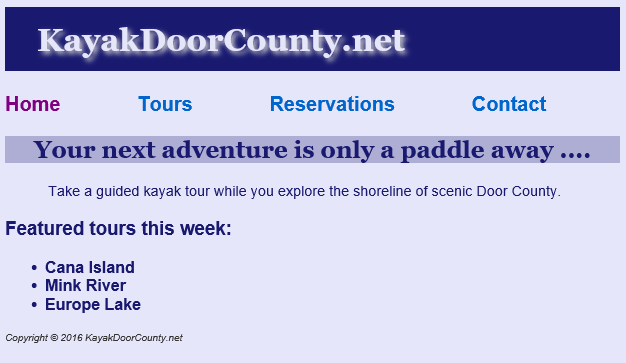 KayakDoorCounty.net
Home Tours Reservations Contact
Your next adventure is only a paddle away ....
Take a guided kayak tour while you explore the shoreline of scenic Door County.
Featured tours this week:
• Cana Island
• Mink River
• Europe Lake
Copyright © 2016 KayakDoorCounty.net